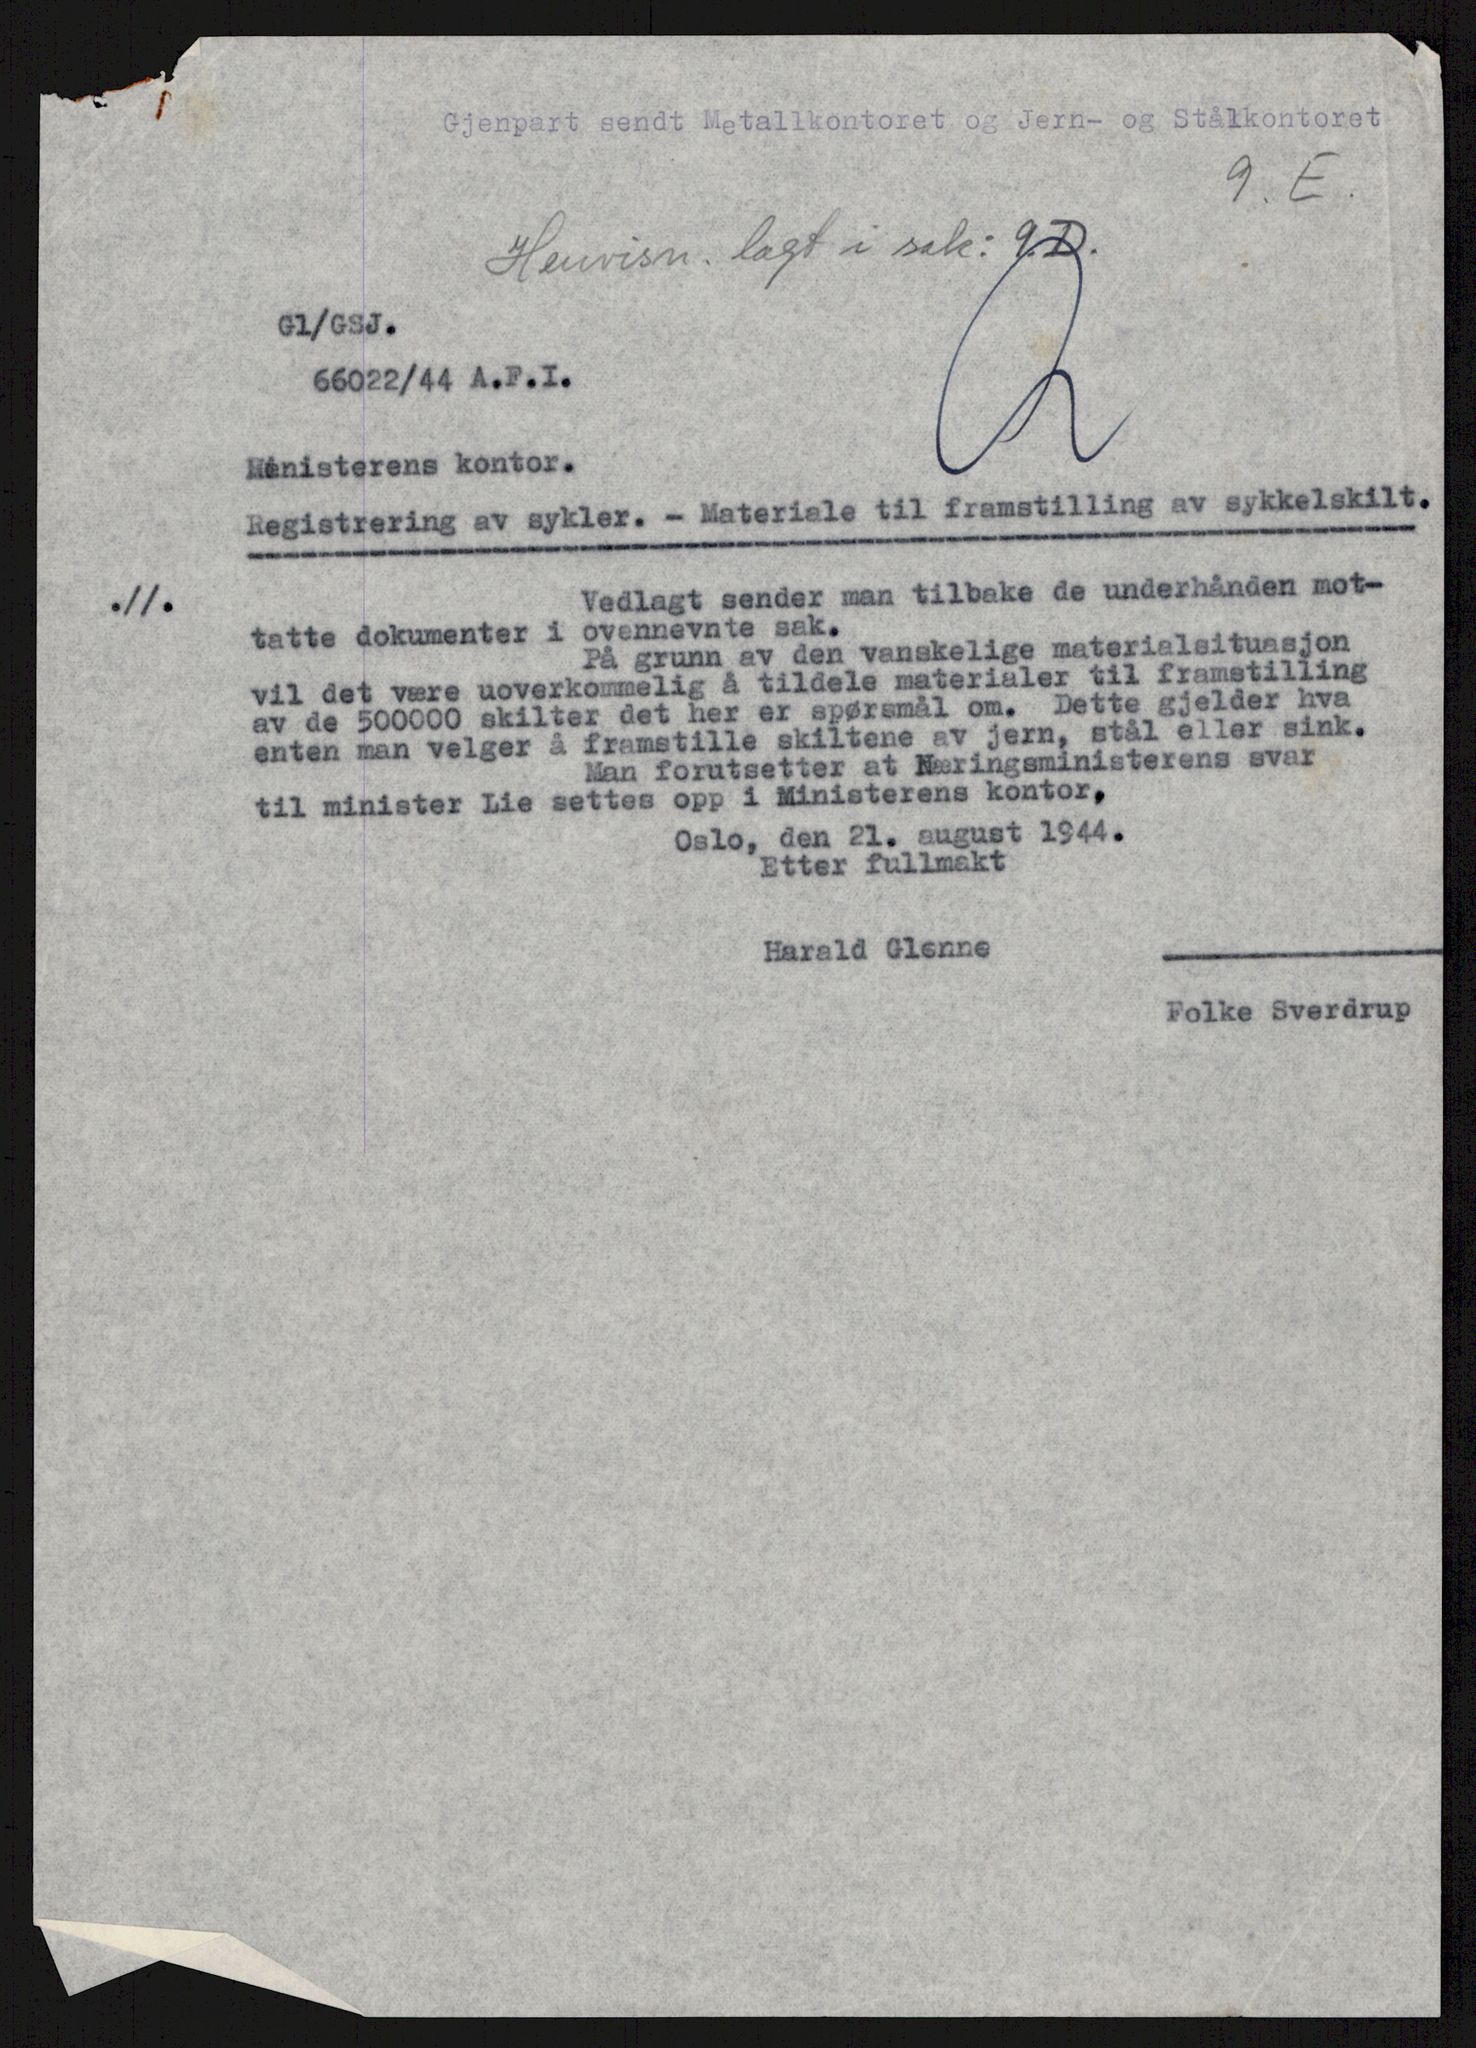 Gjenpart sendt Metallkontoret og Jern- og Stålkontoret
9. E.
Henvisn. lagt i sak: 9.D.
Gl/GSJ.
66022/44 A.F.I.
Ministerens kontor.
Registrering av sykler. - Materiale til framstilling av sykkelskilt.
.//. Vedlagt sender man tilbake de underhånden mot-
tatte dokumenter i ovennevnte sak.
På grunn av den vanskelige materialsituasjon
vil det være uoverkommelig å tildele materialer til framstilling
av de 500000 skilter det her er spørsmål om. Dette gjelder hva
enten man velger å framstille skiltene av jern, stål eller sink.
Man forutsetter at Næringsministerens svar
til minister Lie settes opp i Ministerens kontor,
Oslo, den 21. august 1944.
Etter fullmakt
Harald Glenne
Folke Sverdrup